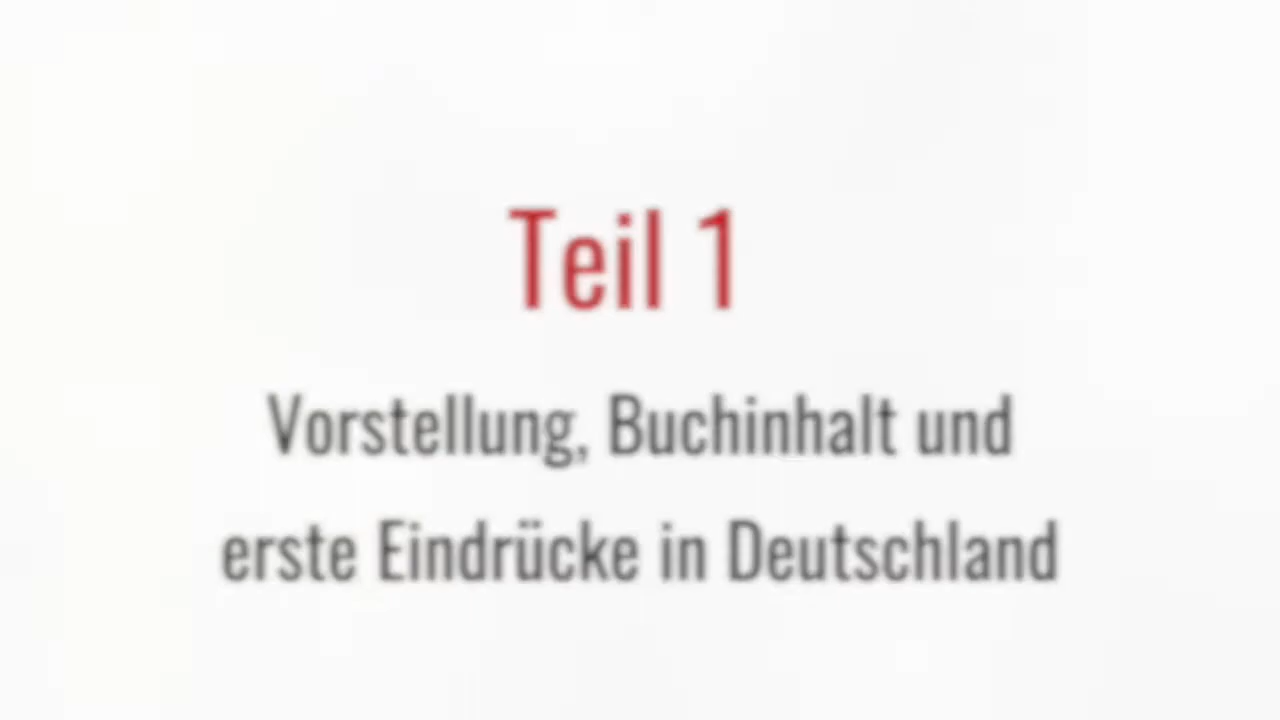 Teil 1
Vorstellung, Buchinhalt und
erste Eindrücke in Deutschland